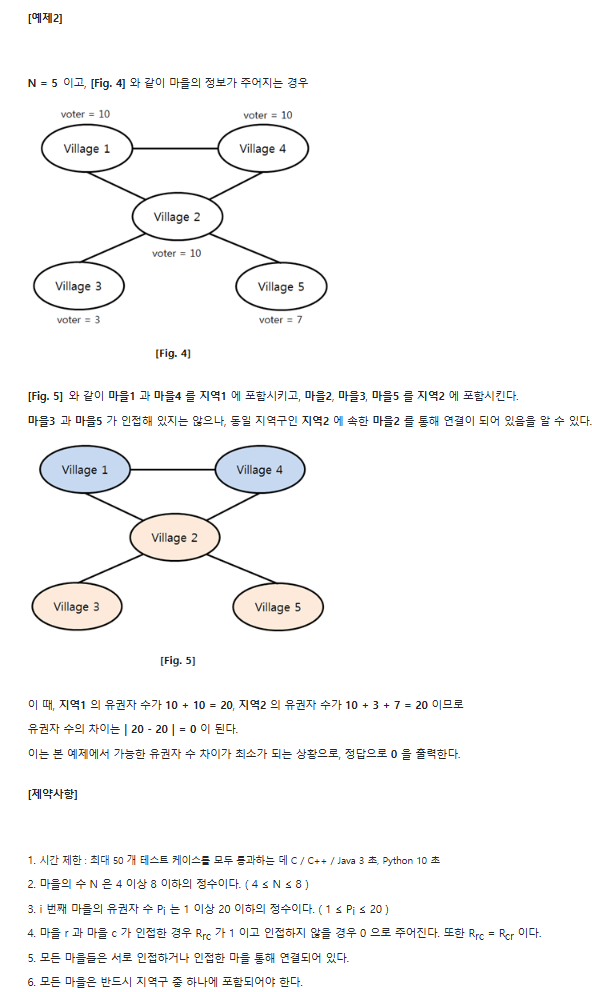 [예제2]
N = 5 이고, [Fig. 4] 와 같이 마을의 정보가 주어지는 경우
voter = 10 voter = 10
Village 1 Village 4
Village 2
voter = 10
Village 3 Village 5
voter = 3 voter = 7
[Fig. 4]
[Fig. 5] 와 같이 마을1 과 마을4 를 지역1 에 포함시키고, 마을2, 마을3, 마을5 를 지역2 에 포함시킨다.
마을3 과 마을5 가 인접해 있지는 않으나, 동일 지역구인 지역2 에 속한 마을2 를 통해 연결이 되어 있음을 알 수 있다.
Village 1 Village 4
Village 2
Village 3 Village 5
[Fig. 5]
이 때, 지역1 의 유권자 수가 10 + 10 = 20, 지역2 의 유권자 수가 10 + 3 + 7 = 20 이므로
유권자 수의 차이는 | 20 - 20 | = 0 이 된다.
이는 본 예제에서 가능한 유권자 수 차이가 최소가 되는 상황으로, 정답으로 0 을 출력한다.
[제약사항]
1. 시간 제한 : 최대 50 개 테스트 케이스를 모두 통과하는 데 C / C++ / Java 3 초, Python 10 초
2. 마을의 수 N 은 4 이상 8 이하의 정수이다. ( 4 ≤ N ≤ 8 )
3. i 번째 마을의 유권자 수 Pi 는 1 이상 20 이하의 정수이다. ( 1 ≤ Pi ≤ 20 )
4. 마을 r 과 마을 c 가 인접한 경우 Rrc 가 1 이고 인접하지 않을 경우 0 으로 주어진다. 또한 Rrc = Rcr 이다.
5. 모든 마을들은 서로 인접하거나 인접한 마을 통해 연결되어 있다.
6. 모든 마을은 반드시 지역구 중 하나에 포함되어야 한다.